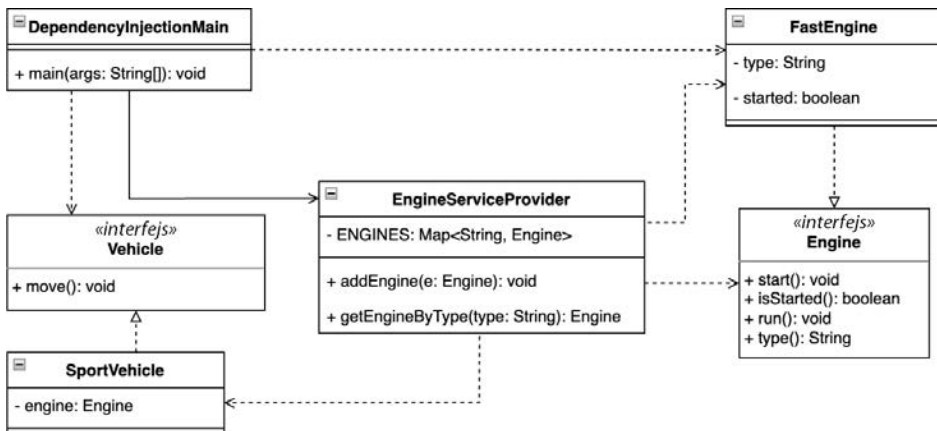 DependencyInjectionMain
+ main(args: String[]): void
FastEngine
- type: String
- started: boolean
EngineServiceProvider
- ENGINES: Map<String, Engine>
+ addEngine(e: Engine): void
+ getEngineByType(type: String): Engine
«interfejs»
Vehicle
+ move(): void
«interfejs»
Engine
+ start(): void
+ isStarted(): boolean
+ run(): void
+ type(): String
SportVehicle
- engine: Engine